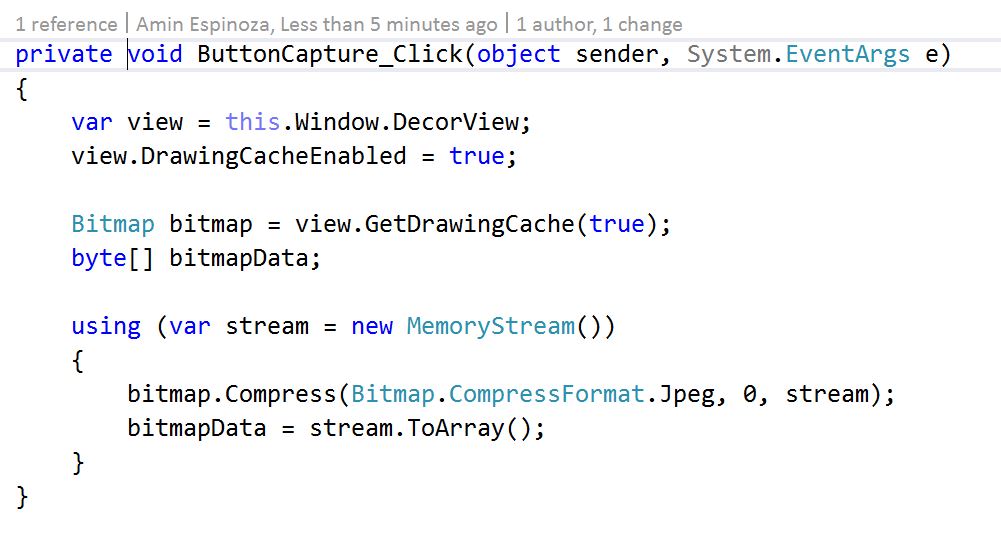 1 reference | Amin Espinoza, Less than 5 minutes ago | 1 author, 1 change
private void ButtonCapture_Click(object sender, System.EventArgs e)
{
    var view = this.Window.DecorView;
    view.DrawingCacheEnabled = true;

    Bitmap bitmap = view.GetDrawingCache(true);
    byte[] bitmapData;

    using (var stream = new MemoryStream())
    {
        bitmap.Compress(Bitmap.CompressFormat.Jpeg, 0, stream);
        bitmapData = stream.ToArray();
    }
}